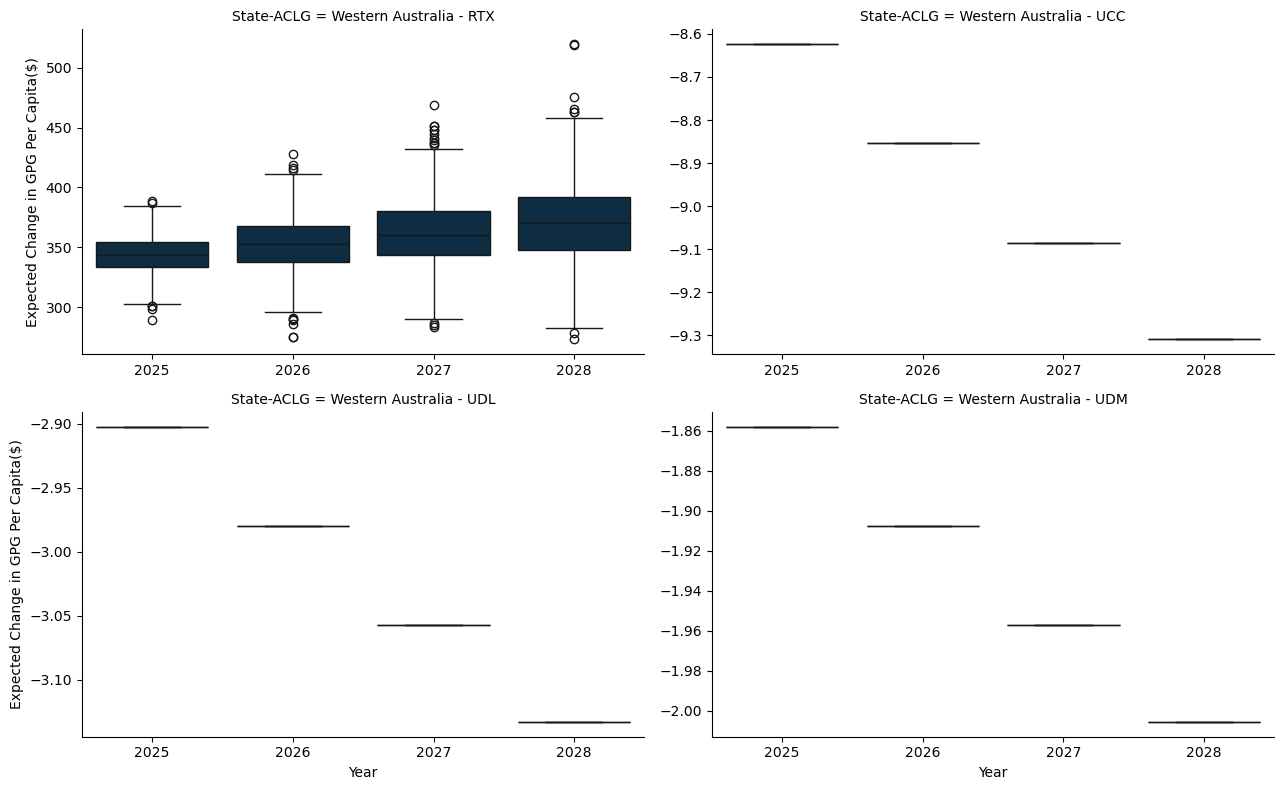 State-ACLG = Western Australia - RTX
Expected Change in GPG Per Capita($)
500
450
400
350
300
2025 2026 2027 2028
State-ACLG = Western Australia - UCC
−8.6
−8.7
−8.8
−8.9
−9.0
−9.1
−9.2
−9.3
2025 2026 2027 2028
State-ACLG = Western Australia - UDL
Expected Change in GPG Per Capita($)
−2.90
−2.95
−3.00
−3.05
−3.10
2025 2026 2027 2028
Year
State-ACLG = Western Australia - UDM
−1.86
−1.88
−1.90
−1.92
−1.94
−1.96
−1.98
−2.00
2025 2026 2027 2028
Year